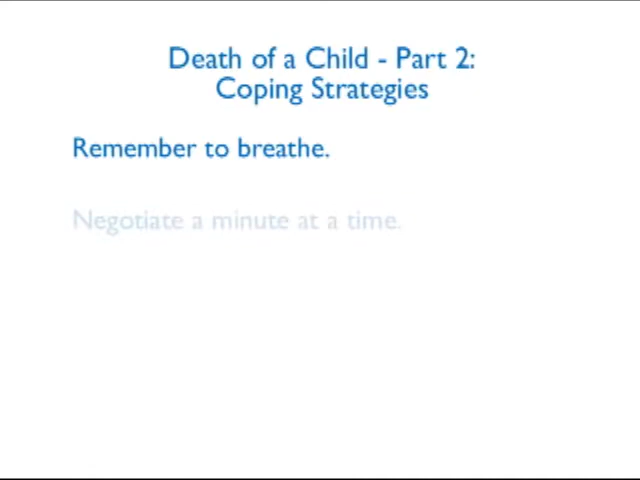 Death of a Child - Part 2:
Coping Strategies
Remember to breathe.
Negotiate a minute at a time.